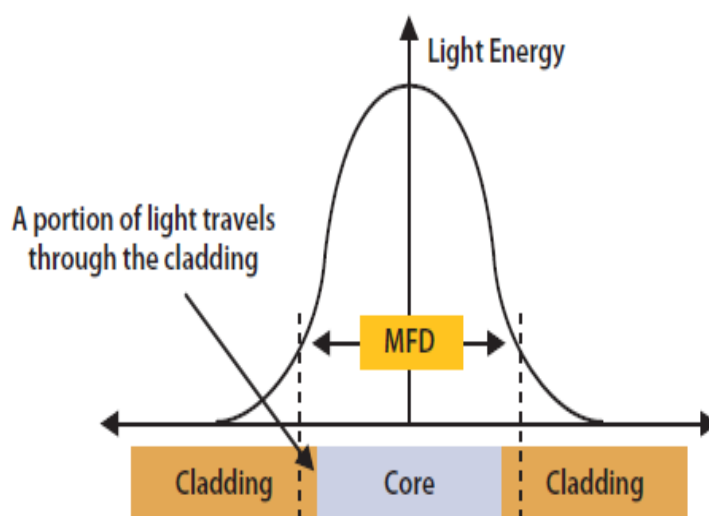 Light Energy
A portion of light travels
through the cladding
MFD
Cladding
Core
Cladding